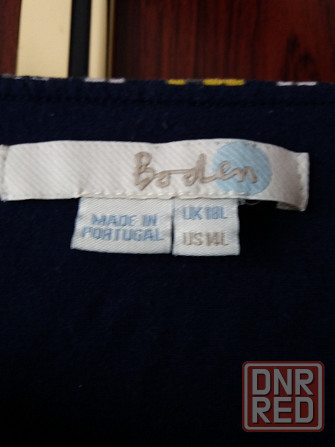 Boden
MADE IN
PORTUGAL
UK 18L
US 14L
DNR
RED